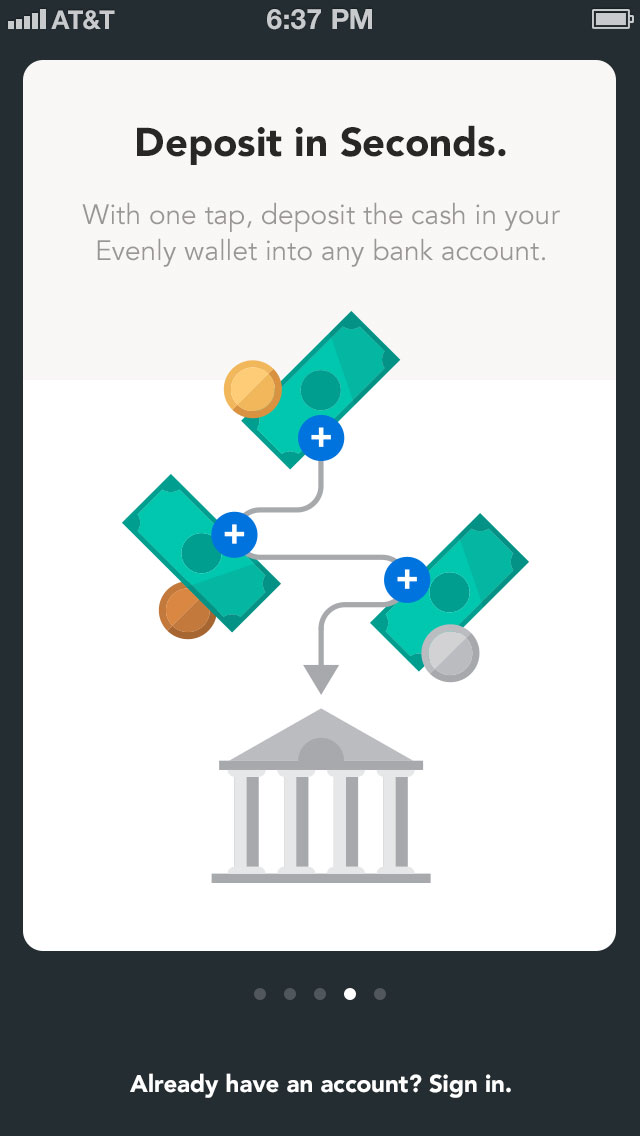 AT&T 6:37 PM
Deposit in Seconds.
With one tap, deposit the cash in your
Evenly wallet into any bank account.
Already have an account? Sign in.